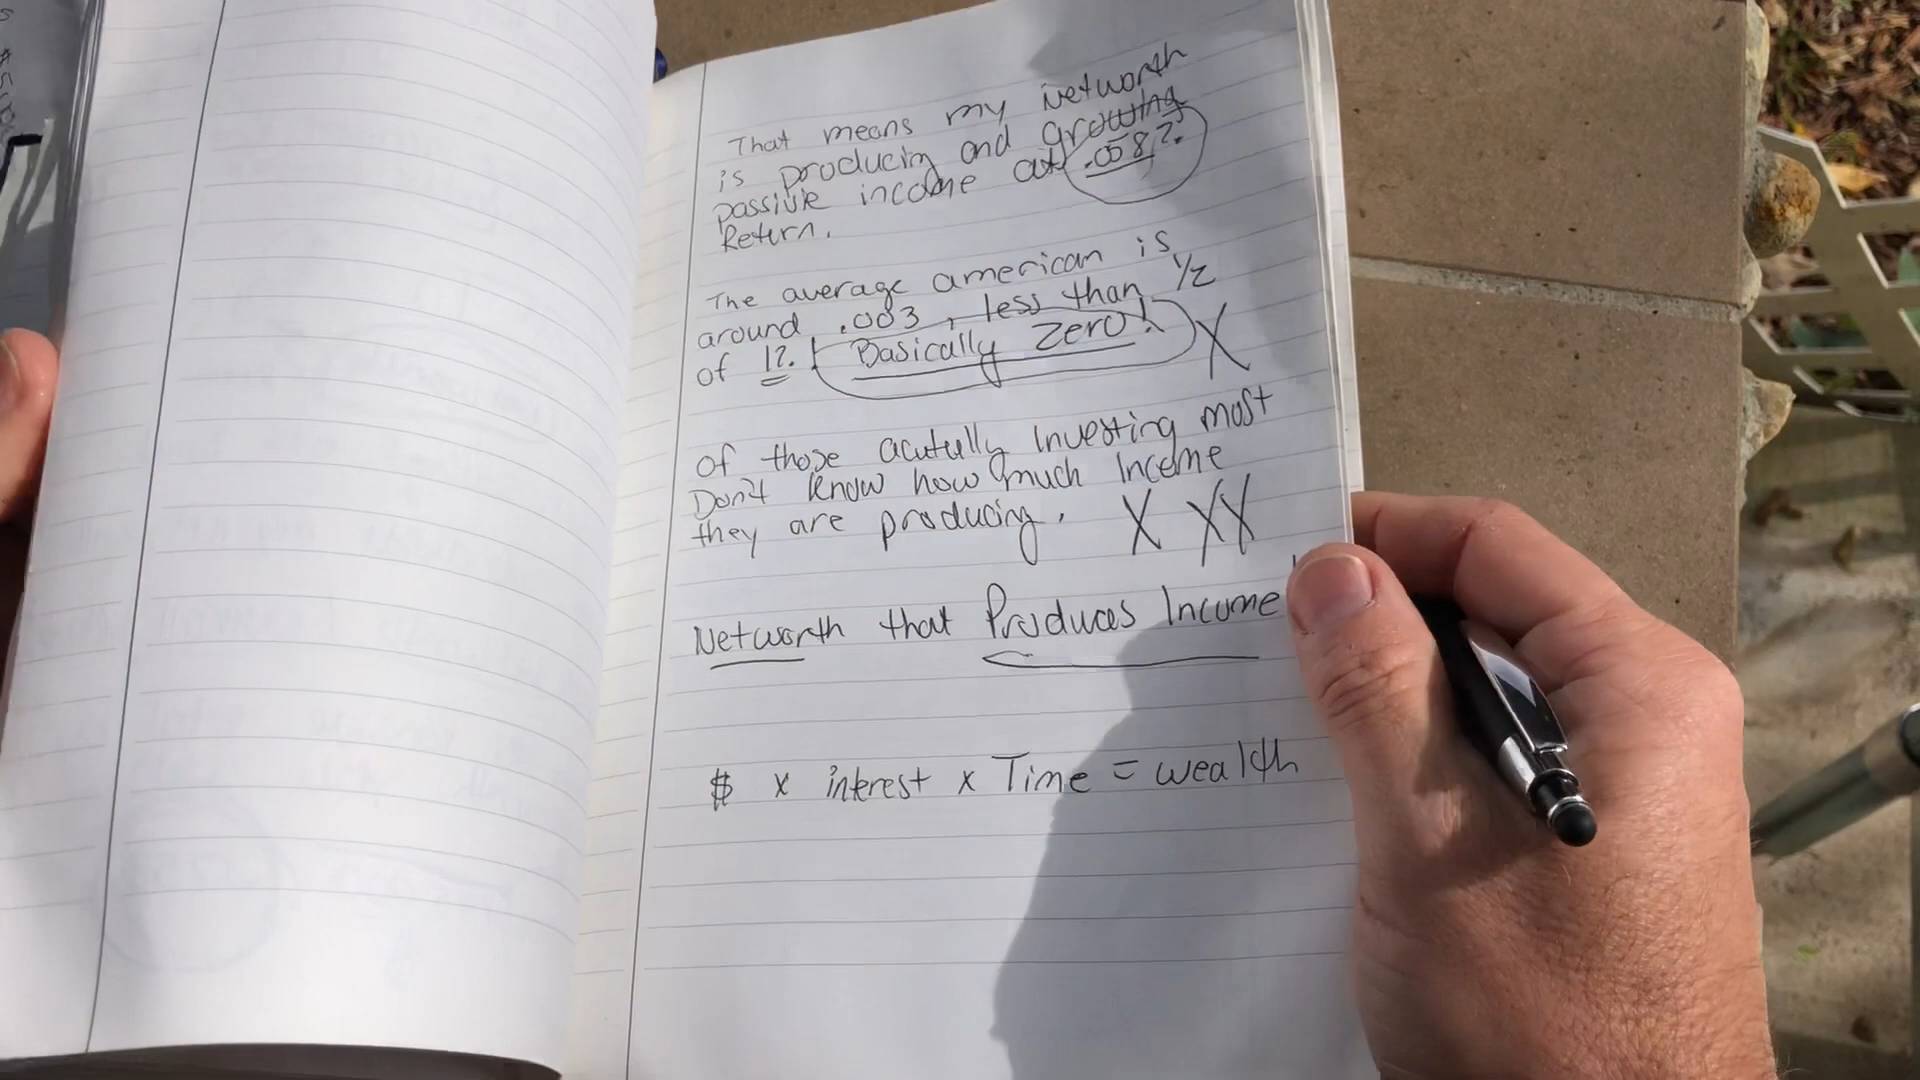 That means my Networth
is producing and growing
passivie income at .058%.
Return.
The average american is
around .003, less than 1/2
of 1%. Basically Zero!
X
Of those acutully Investing most
Don't know how much Income
they are producing. X XX
Networth that Produces Income
$ x interest x Time = wealth